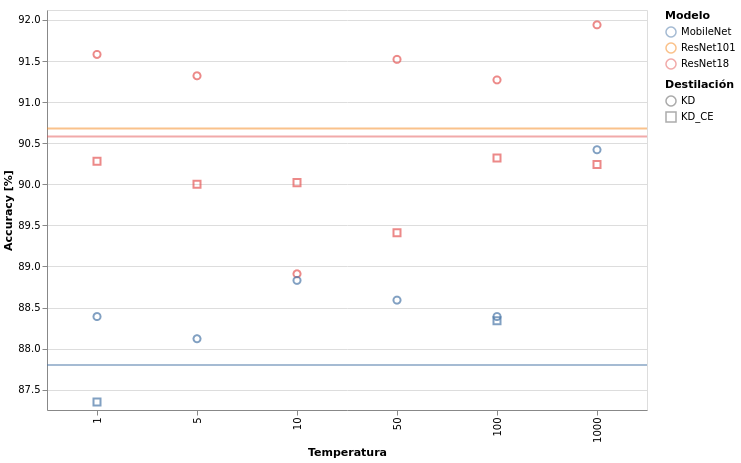 92.0
91.5
91.0
90.5
90.0
89.5
89.0
88.5
88.0
87.5
Accuracy [%]
1
5
10
50
100
1000
Temperatura
Modelo
MobileNet
ResNet101
ResNet18
Destilación
KD
KD_CE